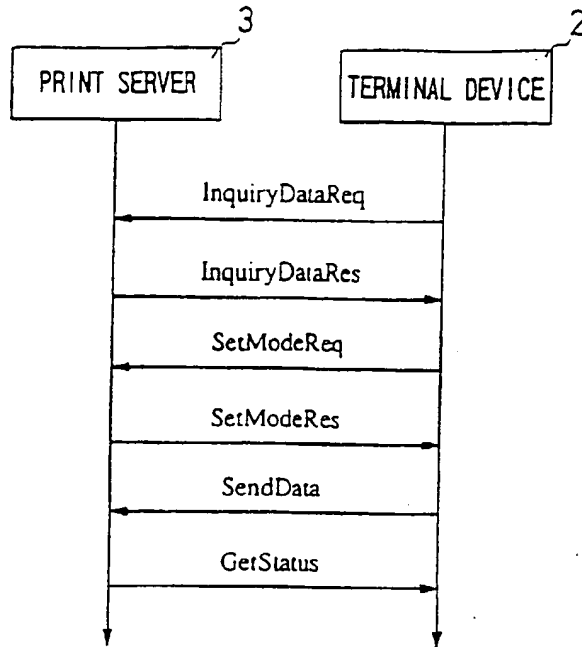 3
2
PRINT SERVER
TERMINAL DEVICE
InquiryDataReq
InquiryDataRes
SetModeReq
SetModeRes
SendData
GetStatus